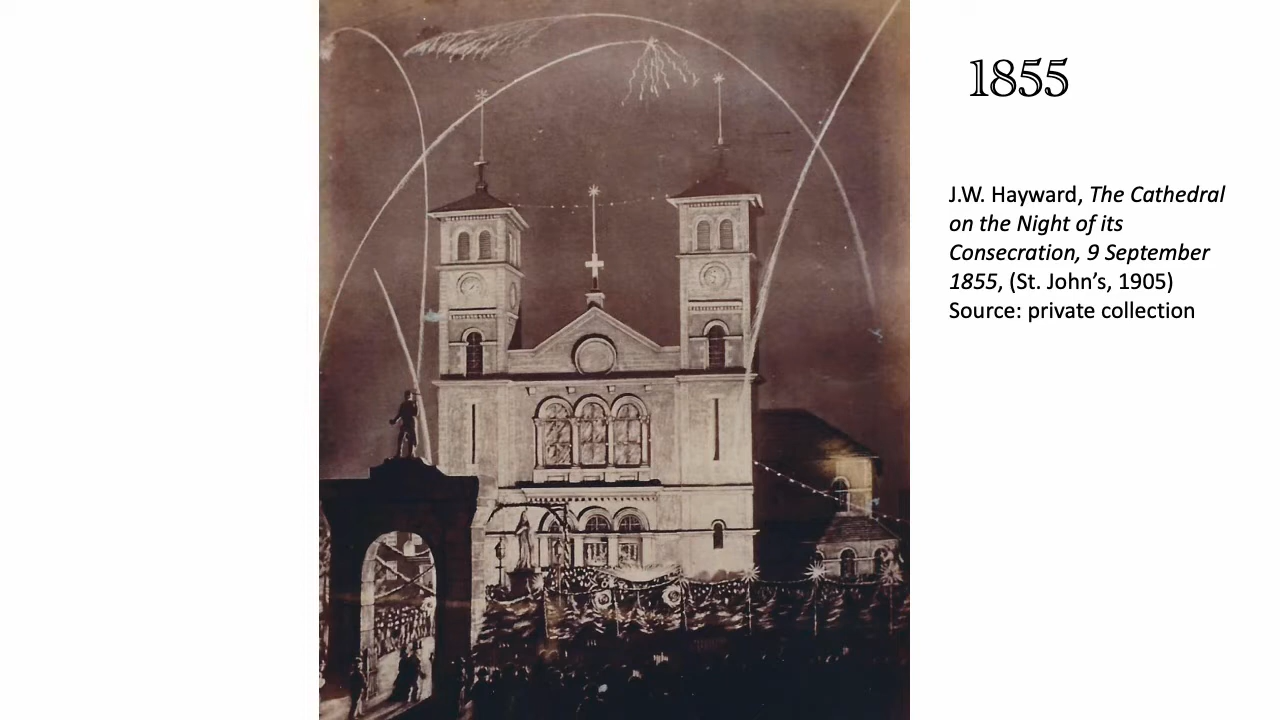 1855
J.W. Hayward, The Cathedral
on the Night of its
Consecration, 9 September
1855, (St. John’s, 1905)
Source: private collection